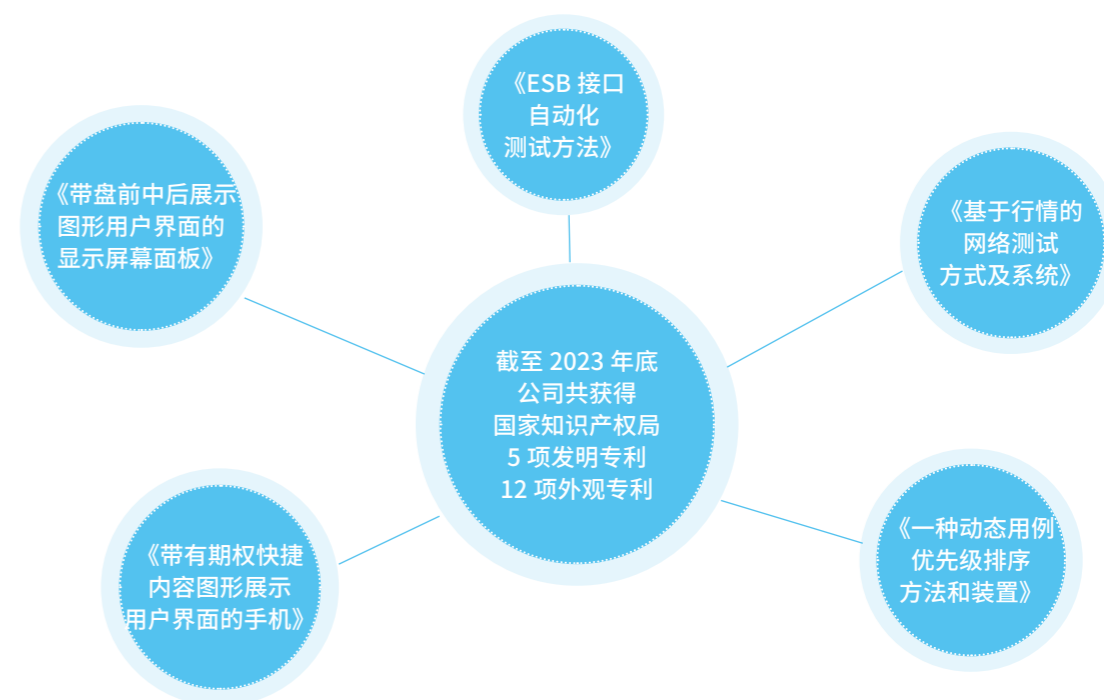 《ESB 接口
自动化
测试方法》
《带盘前中后展示
图形用户界面的
显示屏幕面板》
《基于行情的
网络测试
方式及系统》
截至 2023 年底
公司共获得
国家知识产权局
5 项发明专利
12 项外观专利
《带有期权快捷
内容图形展示
用户界面的手机》
《一种动态用例
优先级排序
方法和装置》